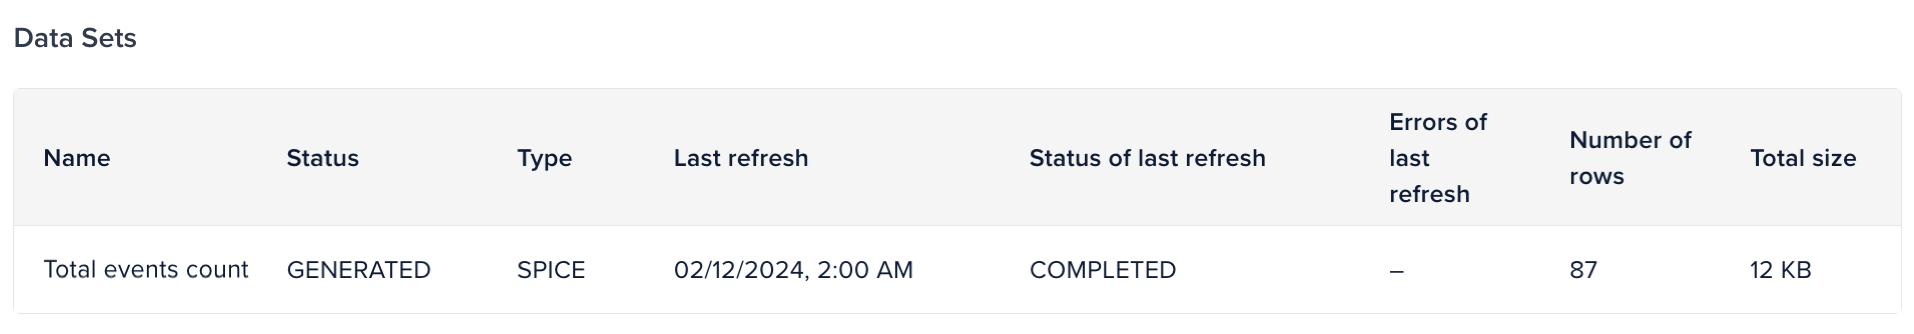 Data Sets
Name
Status
Type
Last refresh
Status of last refresh
Errors of
last
refresh
Number of
rows
Total size
Total events count
GENERATED
SPICE
02/12/2024, 2:00 AM
COMPLETED
–
87
12 KB